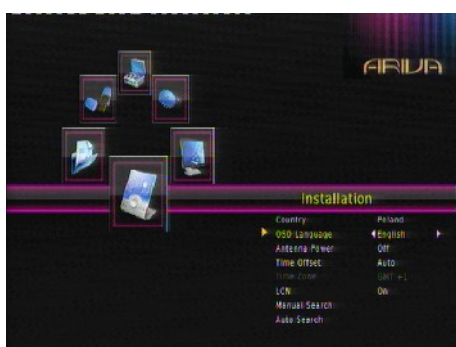 ARIVA
Installation
Country Poland
OSD Language English
Antenna Power Off
Time Offset Auto
Time Zone GMT +1
LCN On
Manual Search
Auto Search